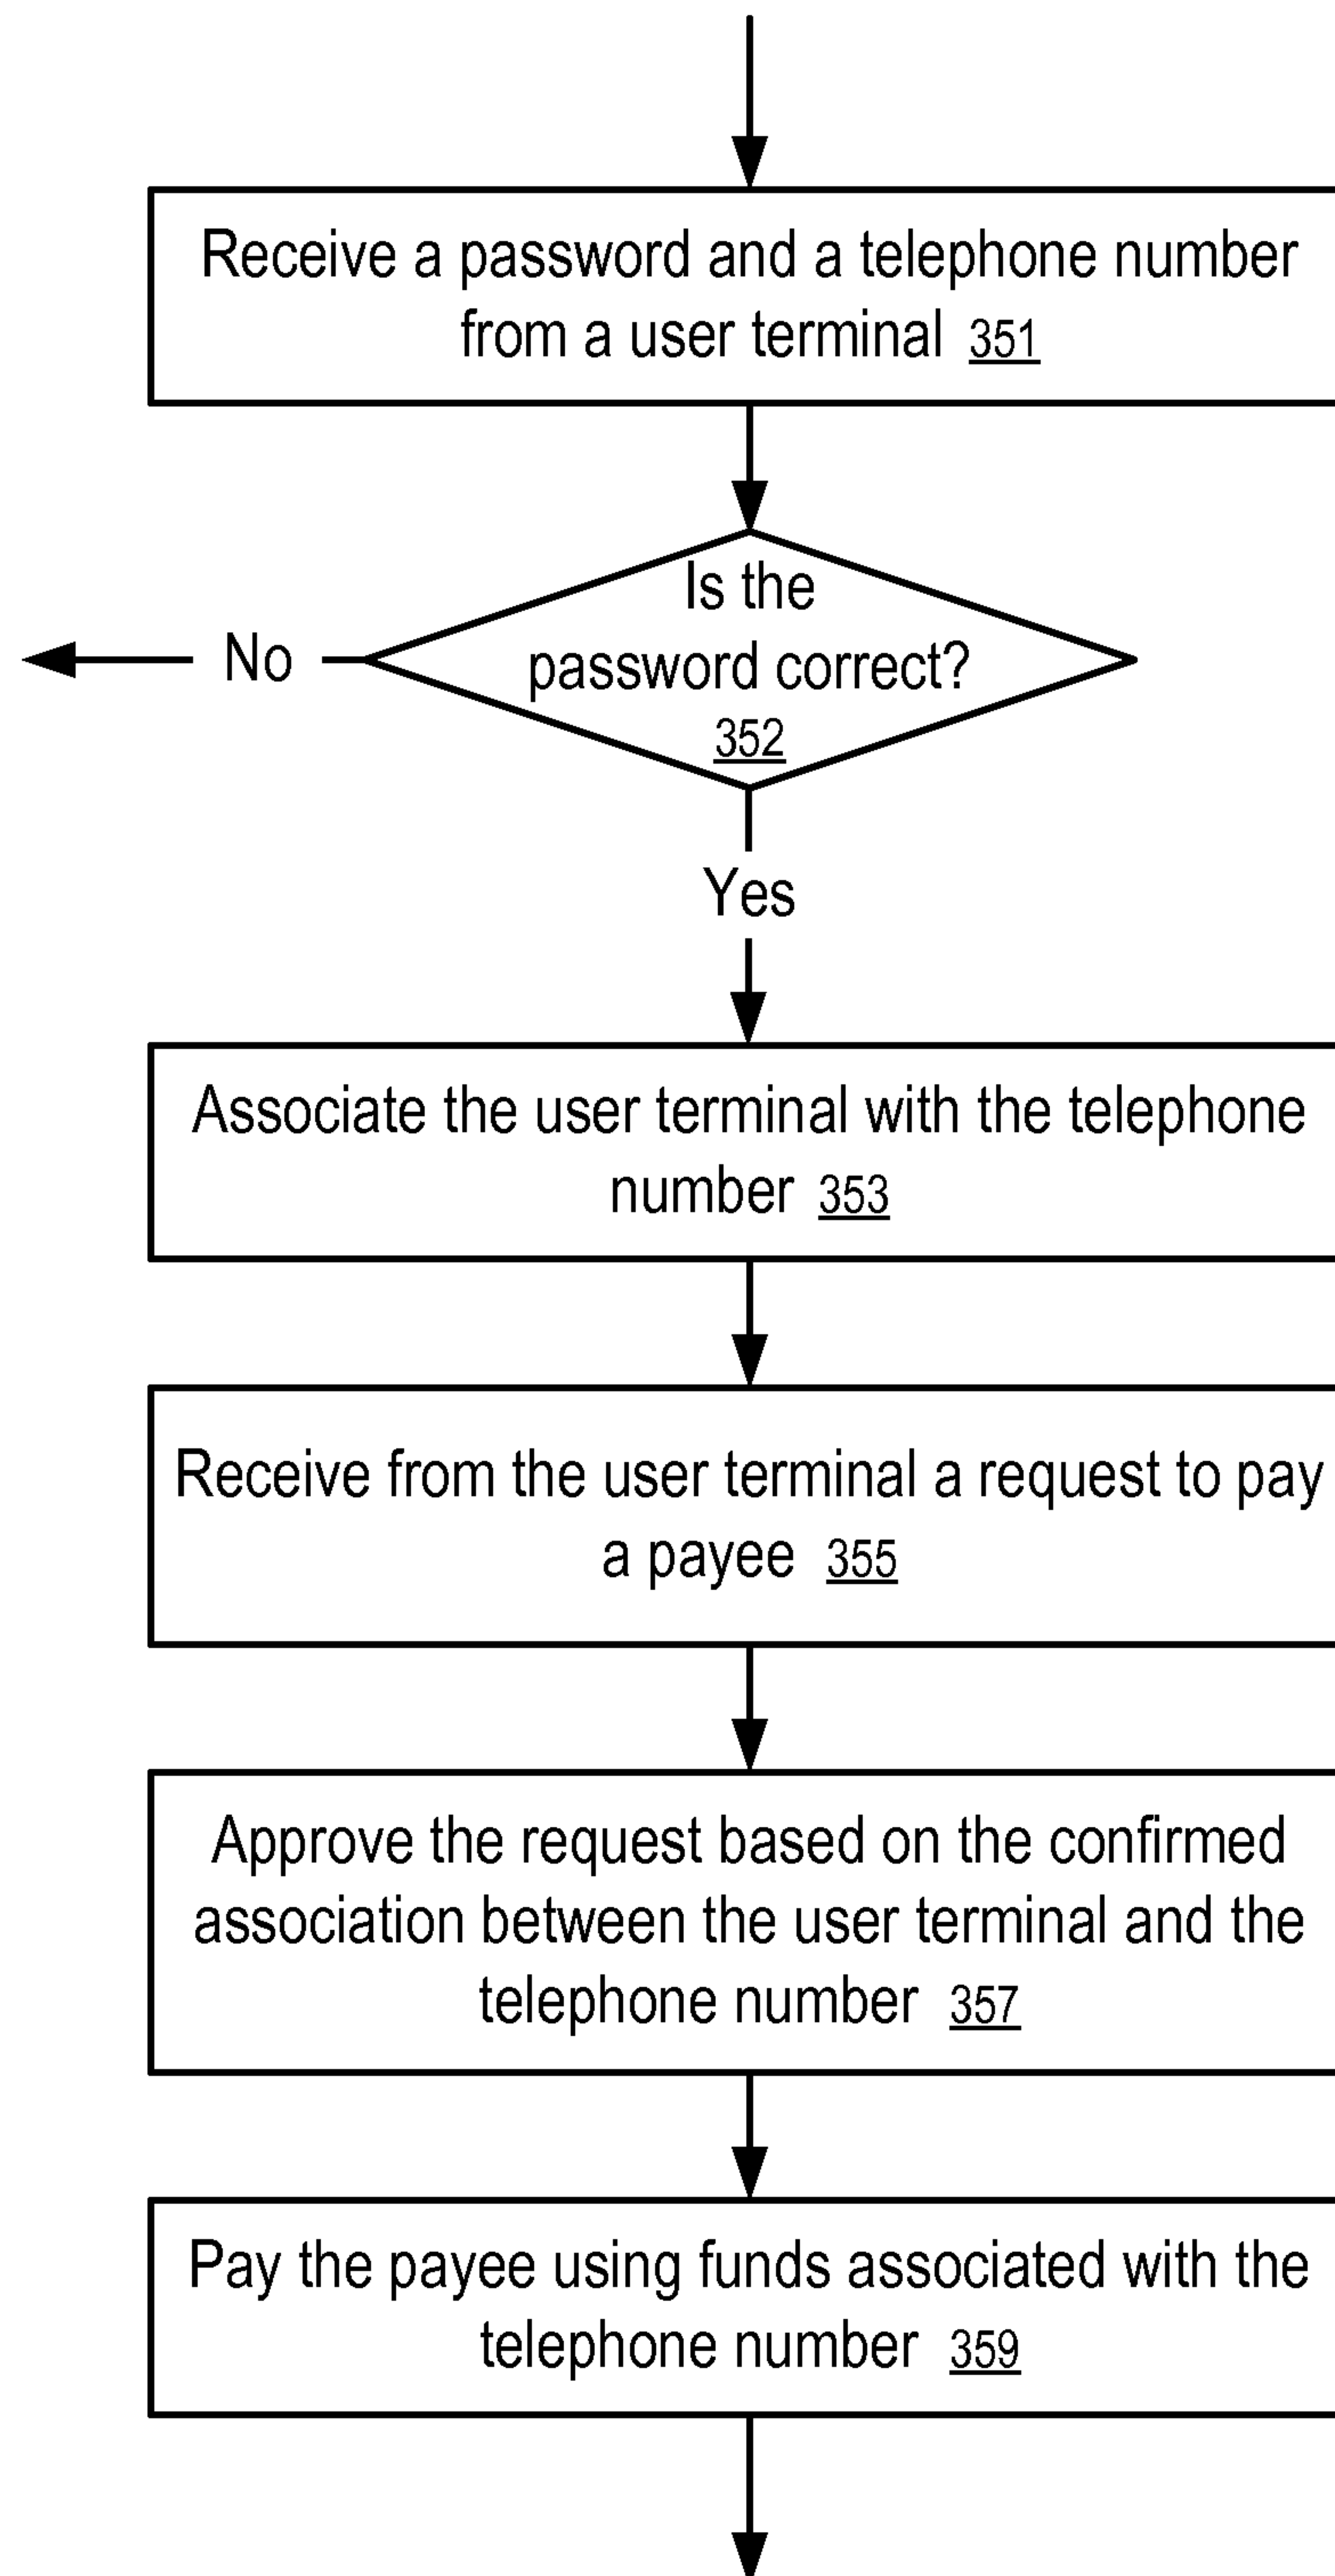 Receive a password and a telephone number
from a user terminal 351
Is the
No
password correct?
352
Yes
Associate the user terminal with the telephone
number 353
Receive from the user terminal a request to pay
a payee 355
Approve the request based on the confirmed
association between the user terminal and the
telephone number 357
Pay the payee using funds associated with the
telephone number 359